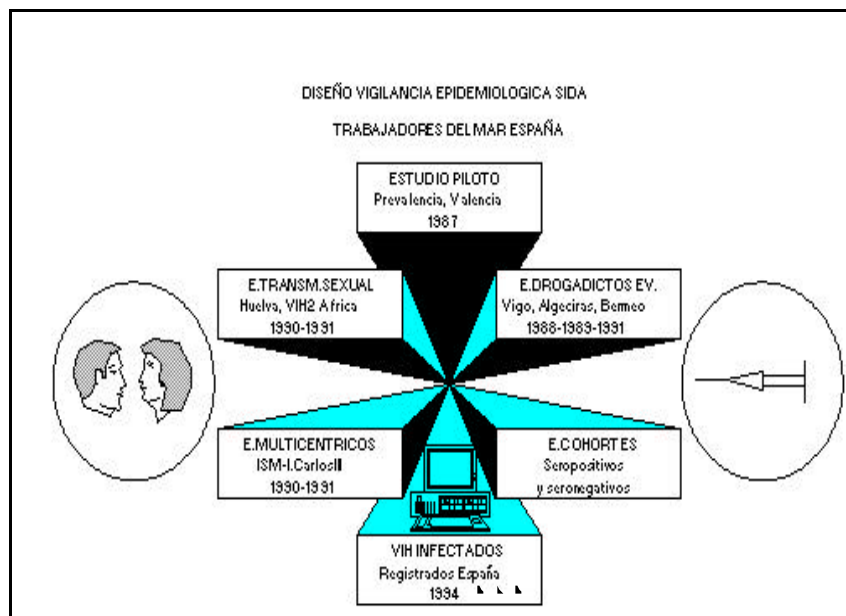 DISEÑO VIGILANCIA EPIDEMIOLOGICA SIDA
TRABAJADORES DEL MAR ESPAÑA
ESTUDIO PILOTO
Prevalencia, Valencia
1987
E.TRANSM.SEXUAL
Huelva, VIH2 Africa
1990-1991
E.DROGADICTOS EV.
Vigo, Algeciras, Bermeo
1988-1989-1991
E.MULTICENTRICOS
ISM-I.CarlosIII
1990-1991
E.COHORTES
Seropositivos
y seronegativos
VIH INFECTADOS
Registrados España
1994